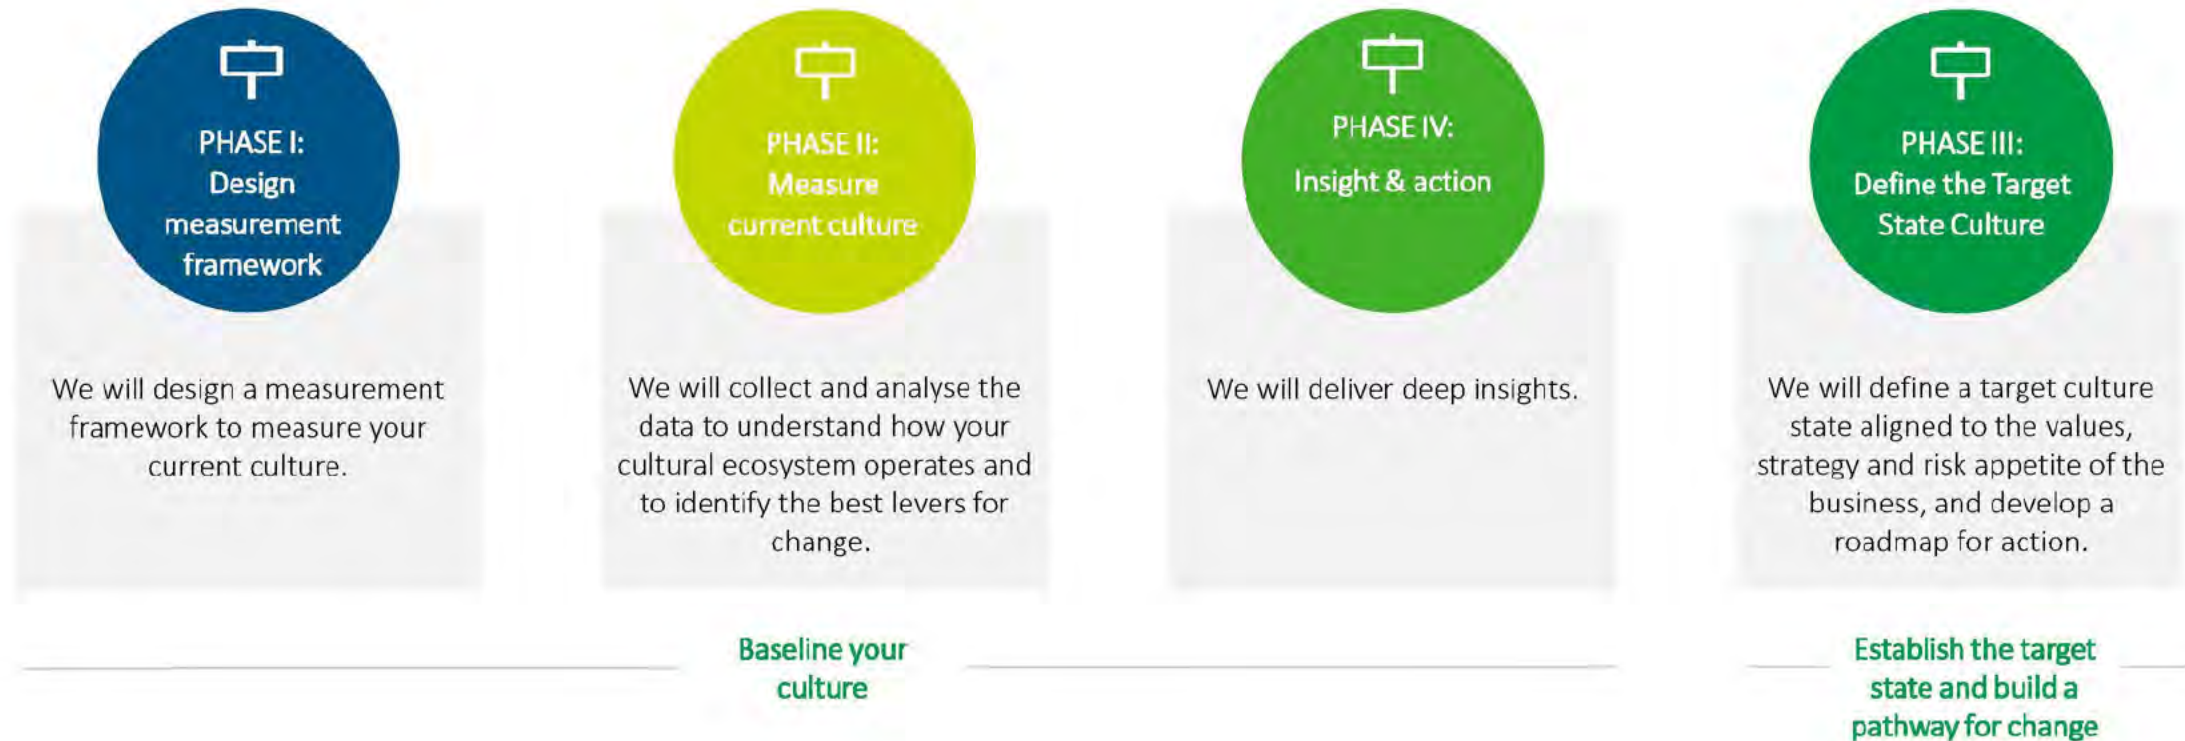 PHASE I:
Design
measurement
framework
We will design a measurement
framework to measure your
current culture.
PHASE II:
Measure
current culture
We will collect and analyse the
data to understand how your
cultural ecosystem operates and
to identify the best levers for
change.
PHASE IV:
Insight & action
We will deliver deep insights.
PHASE III:
Define the Target
State Culture
We will define a target culture
state aligned to the values,
strategy and risk appetite of the
business, and develop a
roadmap for action.
Baseline your
culture
Establish the target
state and build a
pathway for change